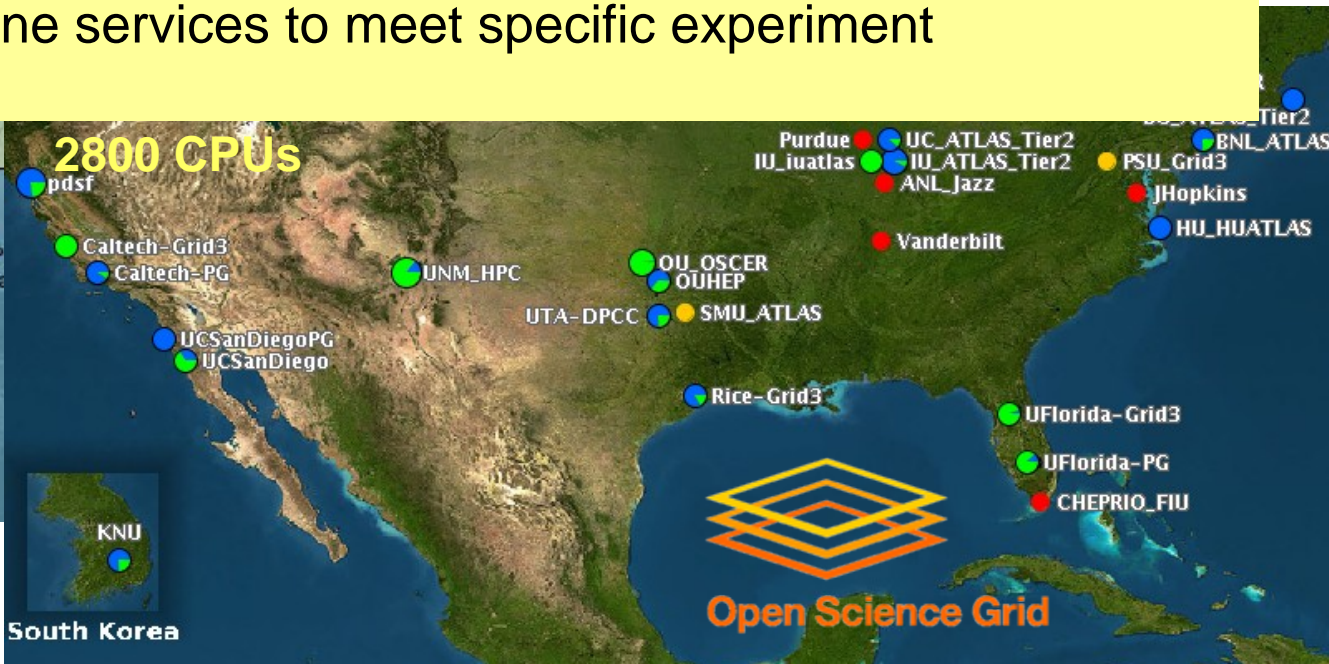 ne services to meet specific experiment
2800 CPUs
Purdue
UC_ATLAS_Tier2
BNL_ATLAS
IU_iuatlas
IU_ATLAS_Tier2
PSU_Grid3
pdsf
ANL_Jazz
JHopkins
HU_HUATLAS
Vanderbilt
Caltech-Grid3
OU_OSCER
Caltech-PG
UNM_HPC
OUHEP
UTA-DPCC
SMU_ATLAS
UCSanDiegoPG
UCSanDiego
Rice-Grid3
UFlorida-Grid3
UFlorida-PG
CHEPRIO_FIU
KNU
Open Science Grid
South Korea